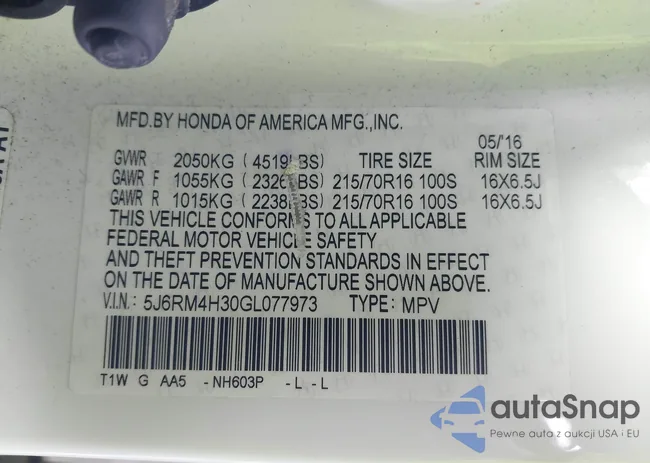 MFD.BY HONDA OF AMERICA MFG.,INC.
05/'16
GVWR 2050KG (4519LBS) TIRE SIZE RIM SIZE
GAWR F 1055KG (2326LBS) 215/70R16 100S 16X6.5J
GAWR R 1015KG (2238LBS) 215/70R16 100S 16X6.5J
THIS VEHICLE CONFORMS TO ALL APPLICABLE
FEDERAL MOTOR VEHICLE SAFETY
AND THEFT PREVENTION STANDARDS IN EFFECT
ON THE DATE OF MANUFACTURE SHOWN ABOVE.
V.I.N.: 5J6RM4H30GL077973 TYPE: MPV
T1W G AA5 -NH603P -L -L
autaSnap
Pewne auta z aukcji USA i EU